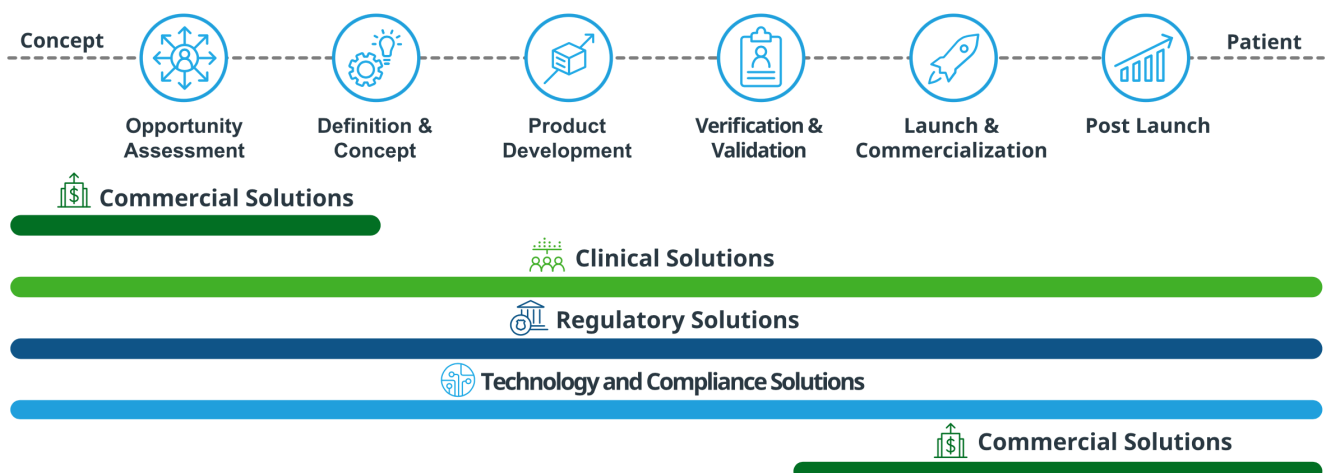 Concept
Patient
Opportunity
Assessment
Definition &
Concept
Product
Development
Verification &
Validation
Launch &
Commercialization
Post Launch
Commercial Solutions
Clinical Solutions
Regulatory Solutions
Technology and Compliance Solutions
Commercial Solutions